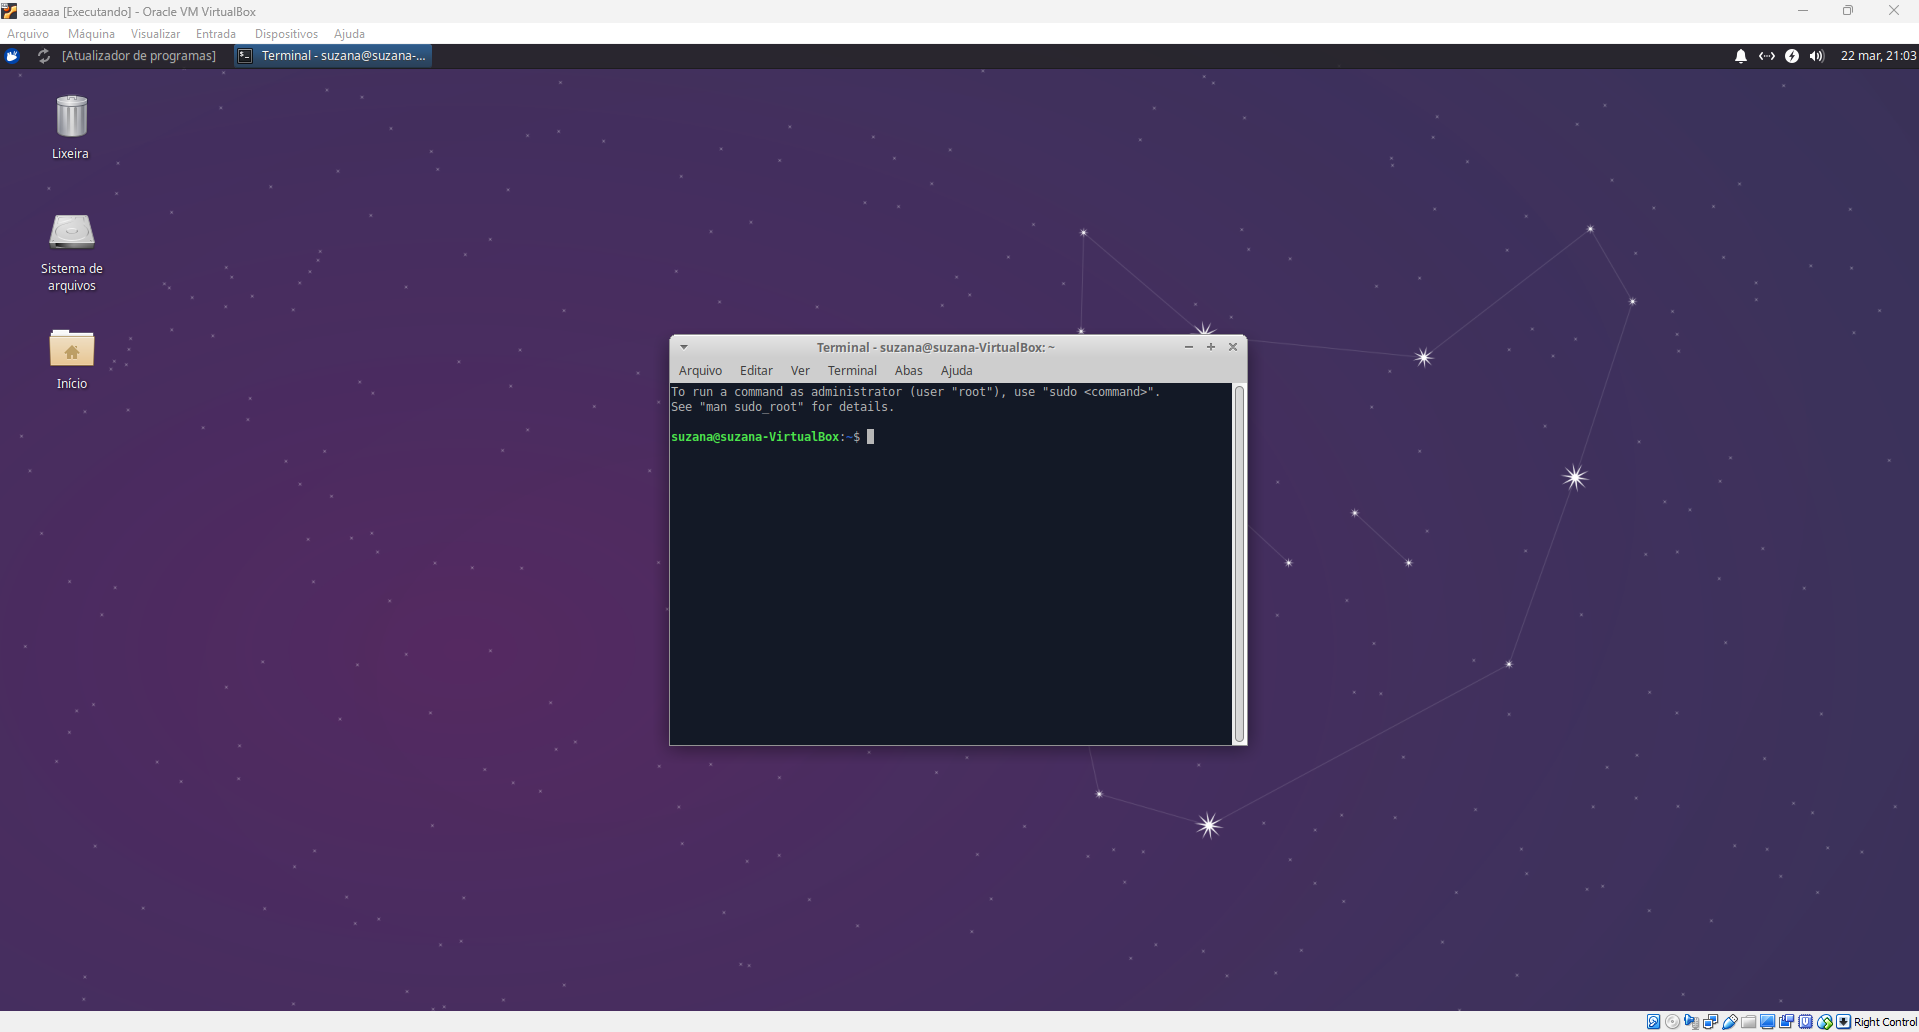 aaaaaa [Executando] - Oracle VM VirtualBox
Arquivo Máquina Visualizar Entrada Dispositivos Ajuda
[Atualizador de programas] Terminal - suzana@suzana-... 22 mar, 21:03
Lixeira
Sistema de
arquivos
Início
Terminal - suzana@suzana-VirtualBox: ~
Arquivo Editar Ver Terminal Abas Ajuda
To run a command as administrator (user "root"), use "sudo <command>".
See "man sudo_root" for details.
suzana@suzana-VirtualBox:~$
Right Control